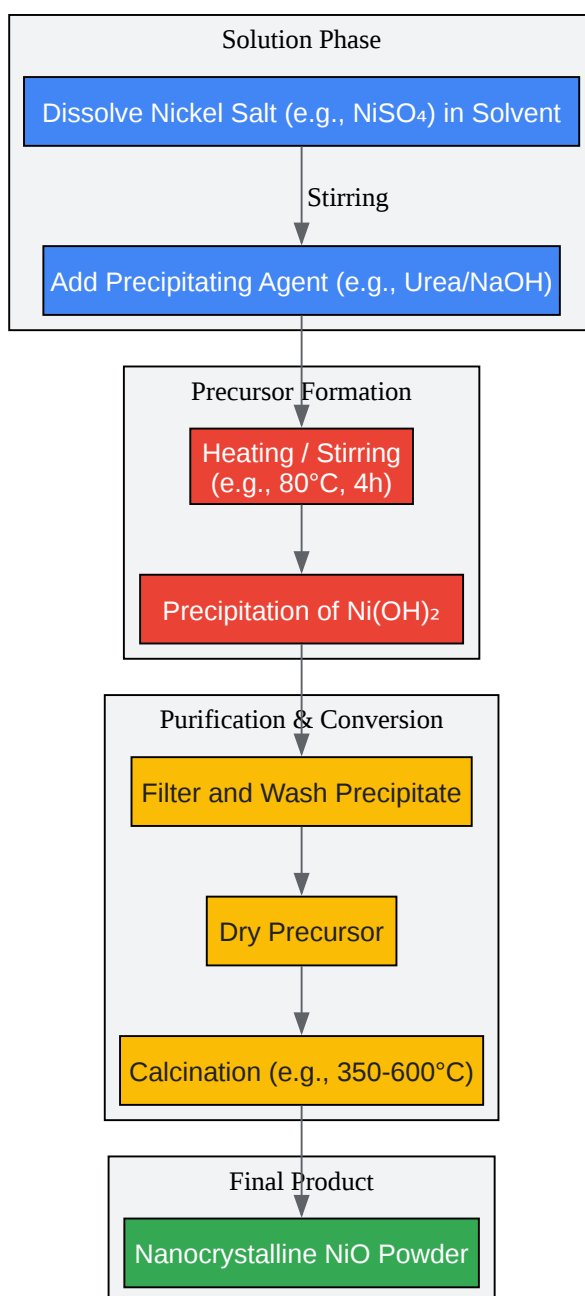 Solution Phase
Dissolve Nickel Salt (e.g., NiSO₄) in Solvent
Stirring
Add Precipitating Agent (e.g., Urea/NaOH)
Precursor Formation
Heating / Stirring
(e.g., 80°C, 4h)
Precipitation of Ni(OH)₂
Purification & Conversion
Filter and Wash Precipitate
Dry Precursor
Calcination (e.g., 350-600°C)
Final Product
Nanocrystalline NiO Powder